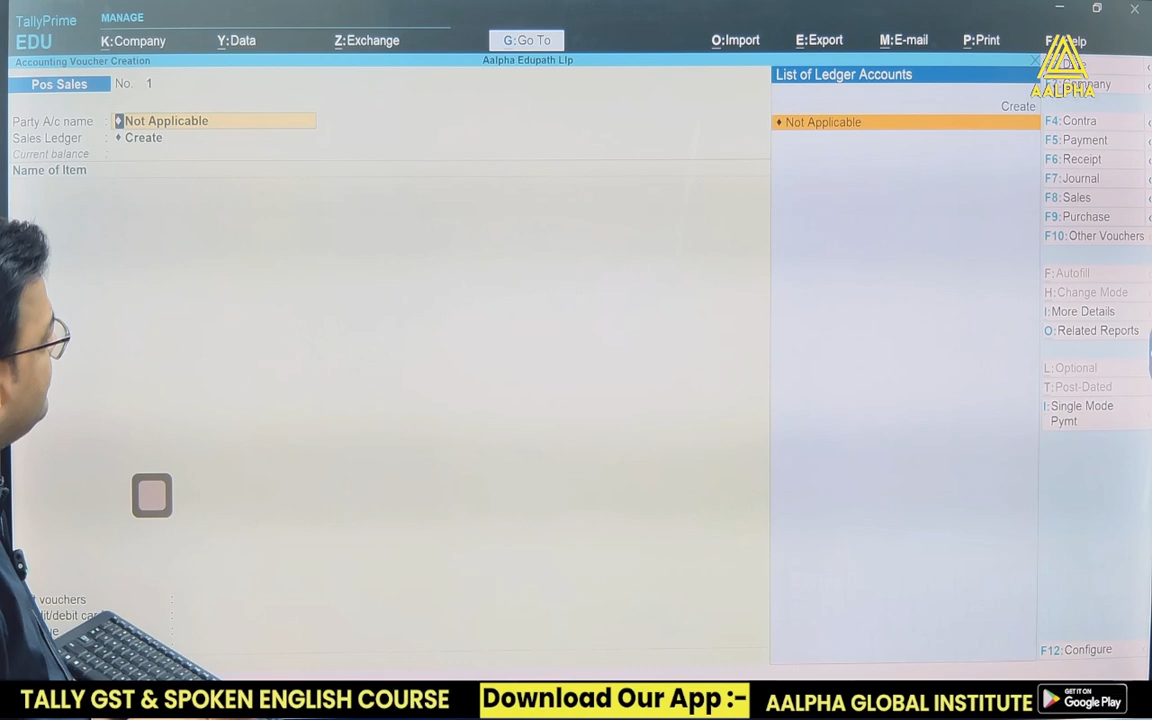 TallyPrime
EDU
MANAGE
K:Company
Y:Data
Z:Exchange
G:Go To
O:Import
E:Export
M:E-mail
P:Print
Accounting Voucher Creation
Aalpha Edupath Llp
AALPHA
Pos Sales
No. 1
Party A/c name :
♦ Not Applicable
Sales Ledger :
♦ Create
Current balance :
Name of Item
List of Ledger Accounts
Create
♦ Not Applicable
F4:Contra
F5:Payment
F6:Receipt
F7:Journal
F8:Sales
F9:Purchase
F10:Other Vouchers
F:Autofill
H:Change Mode
I:More Details
O:Related Reports
L:Optional
T:Post-Dated
I:Single Mode
Pymt
F12:Configure
vouchers :
TALLY GST & SPOKEN ENGLISH COURSE
Download Our App :-
AALPHA GLOBAL INSTITUTE
GET IT ON
Google Play